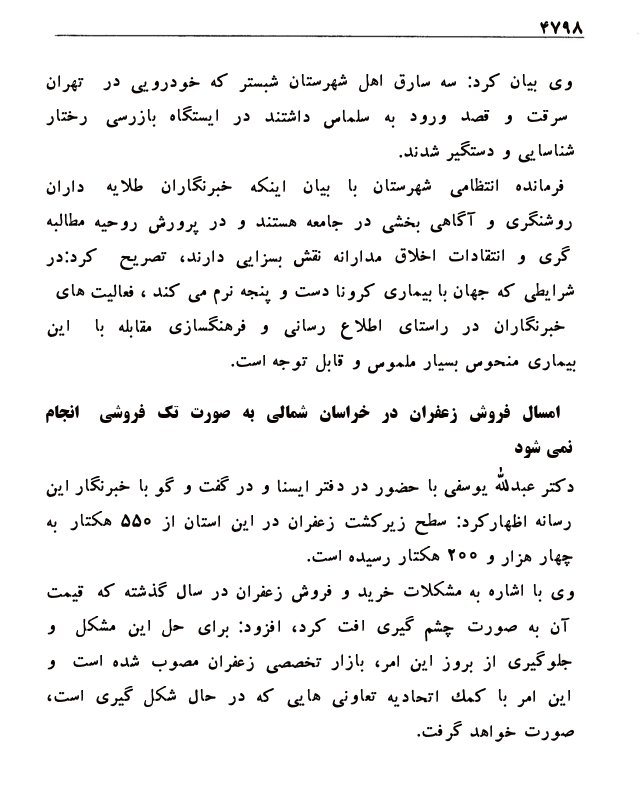 ۴۷۹۸
وی بیان کرد: سه سارق اهل شهرستان شبستر که خودرویی در تهران
سرقت و قصد ورود به سلماس داشتند در ایستگاه بازرسی رختار
شناسایی و دستگیر شدند.
فرمانده انتظامی شهرستان با بیان اینکه خبرنگاران طلایه داران
روشنگری و آگاهی بخشی در جامعه هستند و در پرورش روحیه مطالبه
گری و انتقادات اخلاق مدارانه نقش بسزایی دارند، تصریح کرد:در
شرایطی که جهان با بیماری کرونا دست و پنجه نرم می کند ، فعالیت های
خبرنگاران در راستای اطلاع رسانی و فرهنگسازی مقابله با این
بیماری منحوس بسیار ملموس و قابل توجه است.
امسال فروش زعفران در خراسان شمالی به صورت تک فروشی انجام
نمی شود
دکتر عبدالله یوسفی با حضور در دفتر ایسنا و در گفت و گو با خبرنگار این
رسانه اظهارکرد: سطح زیرکشت زعفران در این استان از ۵۵۰ هکتار به
چهار هزار و ۲۰۰ هکتار رسیده است.
وی با اشاره به مشکلات خرید و فروش زعفران در سال گذشته که قیمت
آن به صورت چشم گیری افت کرد، افزود: برای حل این مشکل و
جلوگیری از بروز این امر، بازار تخصصی زعفران مصوب شده است و
این امر با کمک اتحادیه تعاونی هایی که در حال شکل گیری است،
صورت خواهد گرفت.